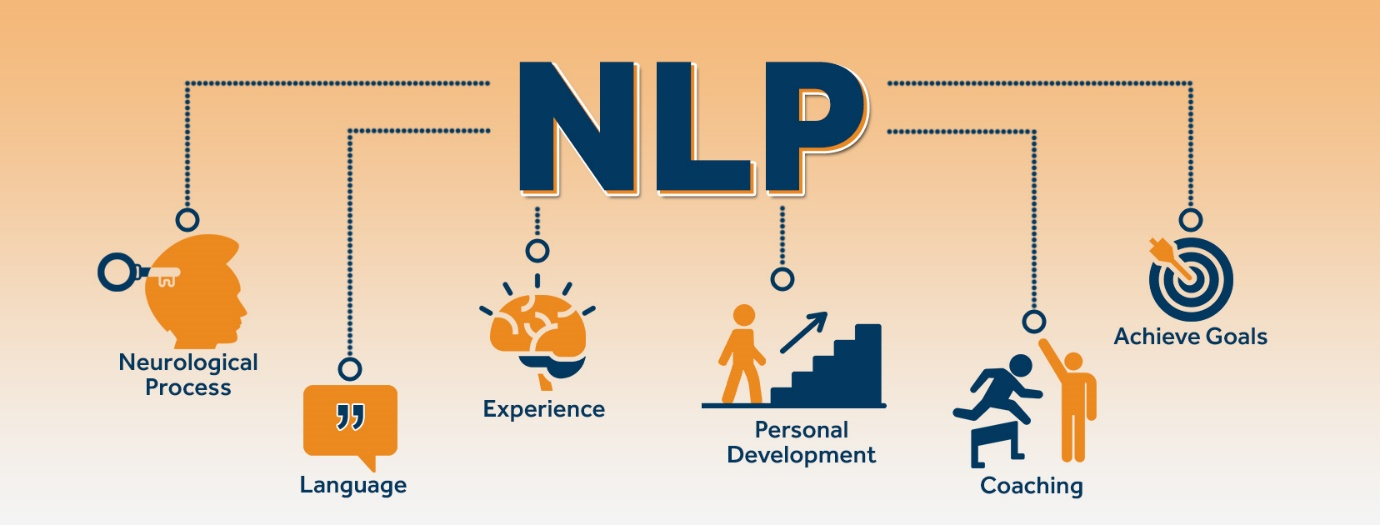 NLP
Neurological
Process
Language
”
Experience
Personal
Development
Coaching
Achieve Goals